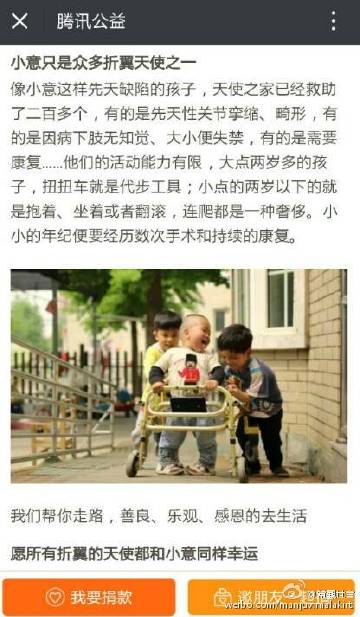 腾讯公益
小意只是众多折翼天使之一
像小意这样先天缺陷的孩子，天使之家已经救助
了二百多个，有的是先天性关节挛缩、畸形，有
的是因病下肢无知觉、大小便失禁，有的是需要
康复......他们的活动能力有限，大点两岁多的孩
子，扭扭车就是代步工具；小点的两岁以下的就
是抱着、坐着或者翻滚，连爬都是一种奢侈。小
小的年纪便要经历数次手术和持续的康复。
我们帮你走路，善良、乐观、感恩的去生活
愿所有折翼的天使都和小意同样幸运
我要捐款
邀朋友一起捐
weibo.com/manjuvimalakirt